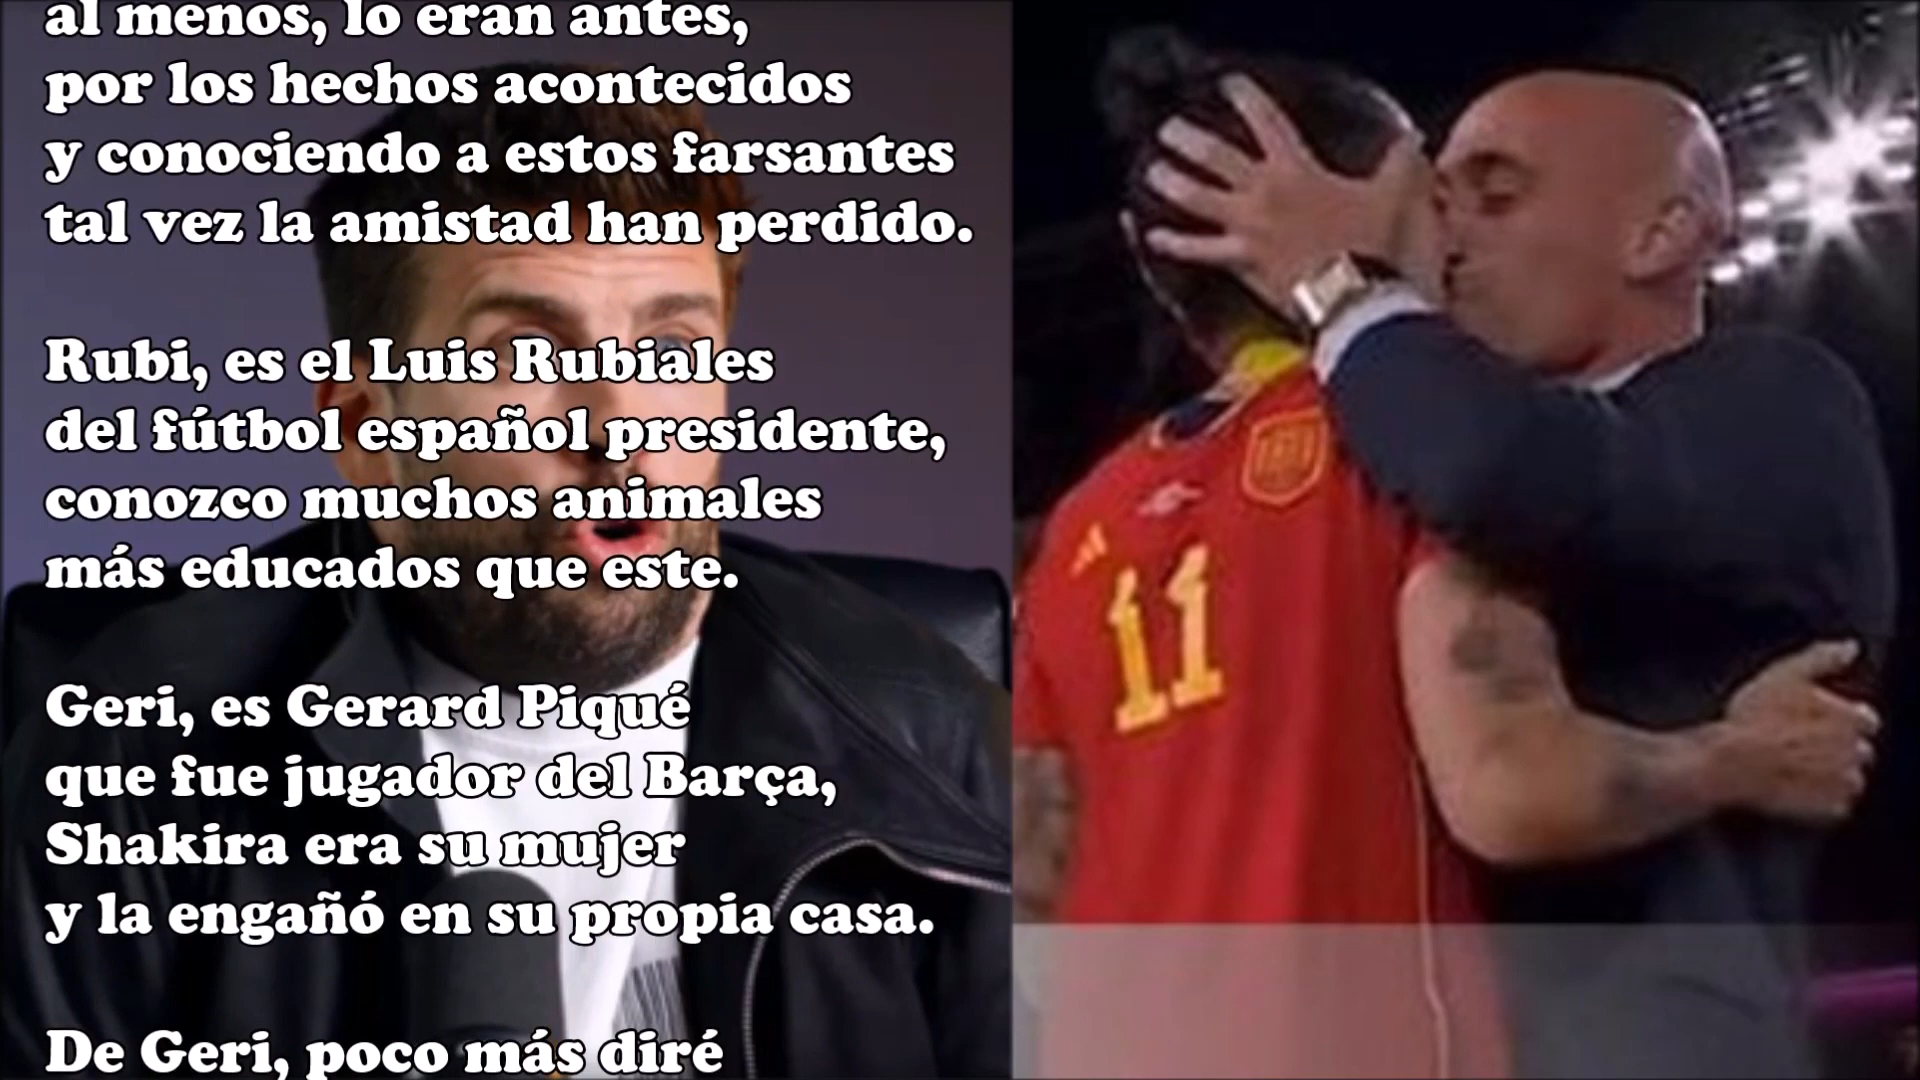 al menos, lo eran antes,
por los hechos acontecidos
y conociendo a estos farsantes
tal vez la amistad han perdido.
Rubi, es el Luis Rubiales
del fútbol español presidente,
conozco muchos animales
más educados que este.
Geri, es Gerard Piqué
que fue jugador del Barça,
Shakira era su mujer
y la engañó en su propia casa.
De Geri, poco más diré
11